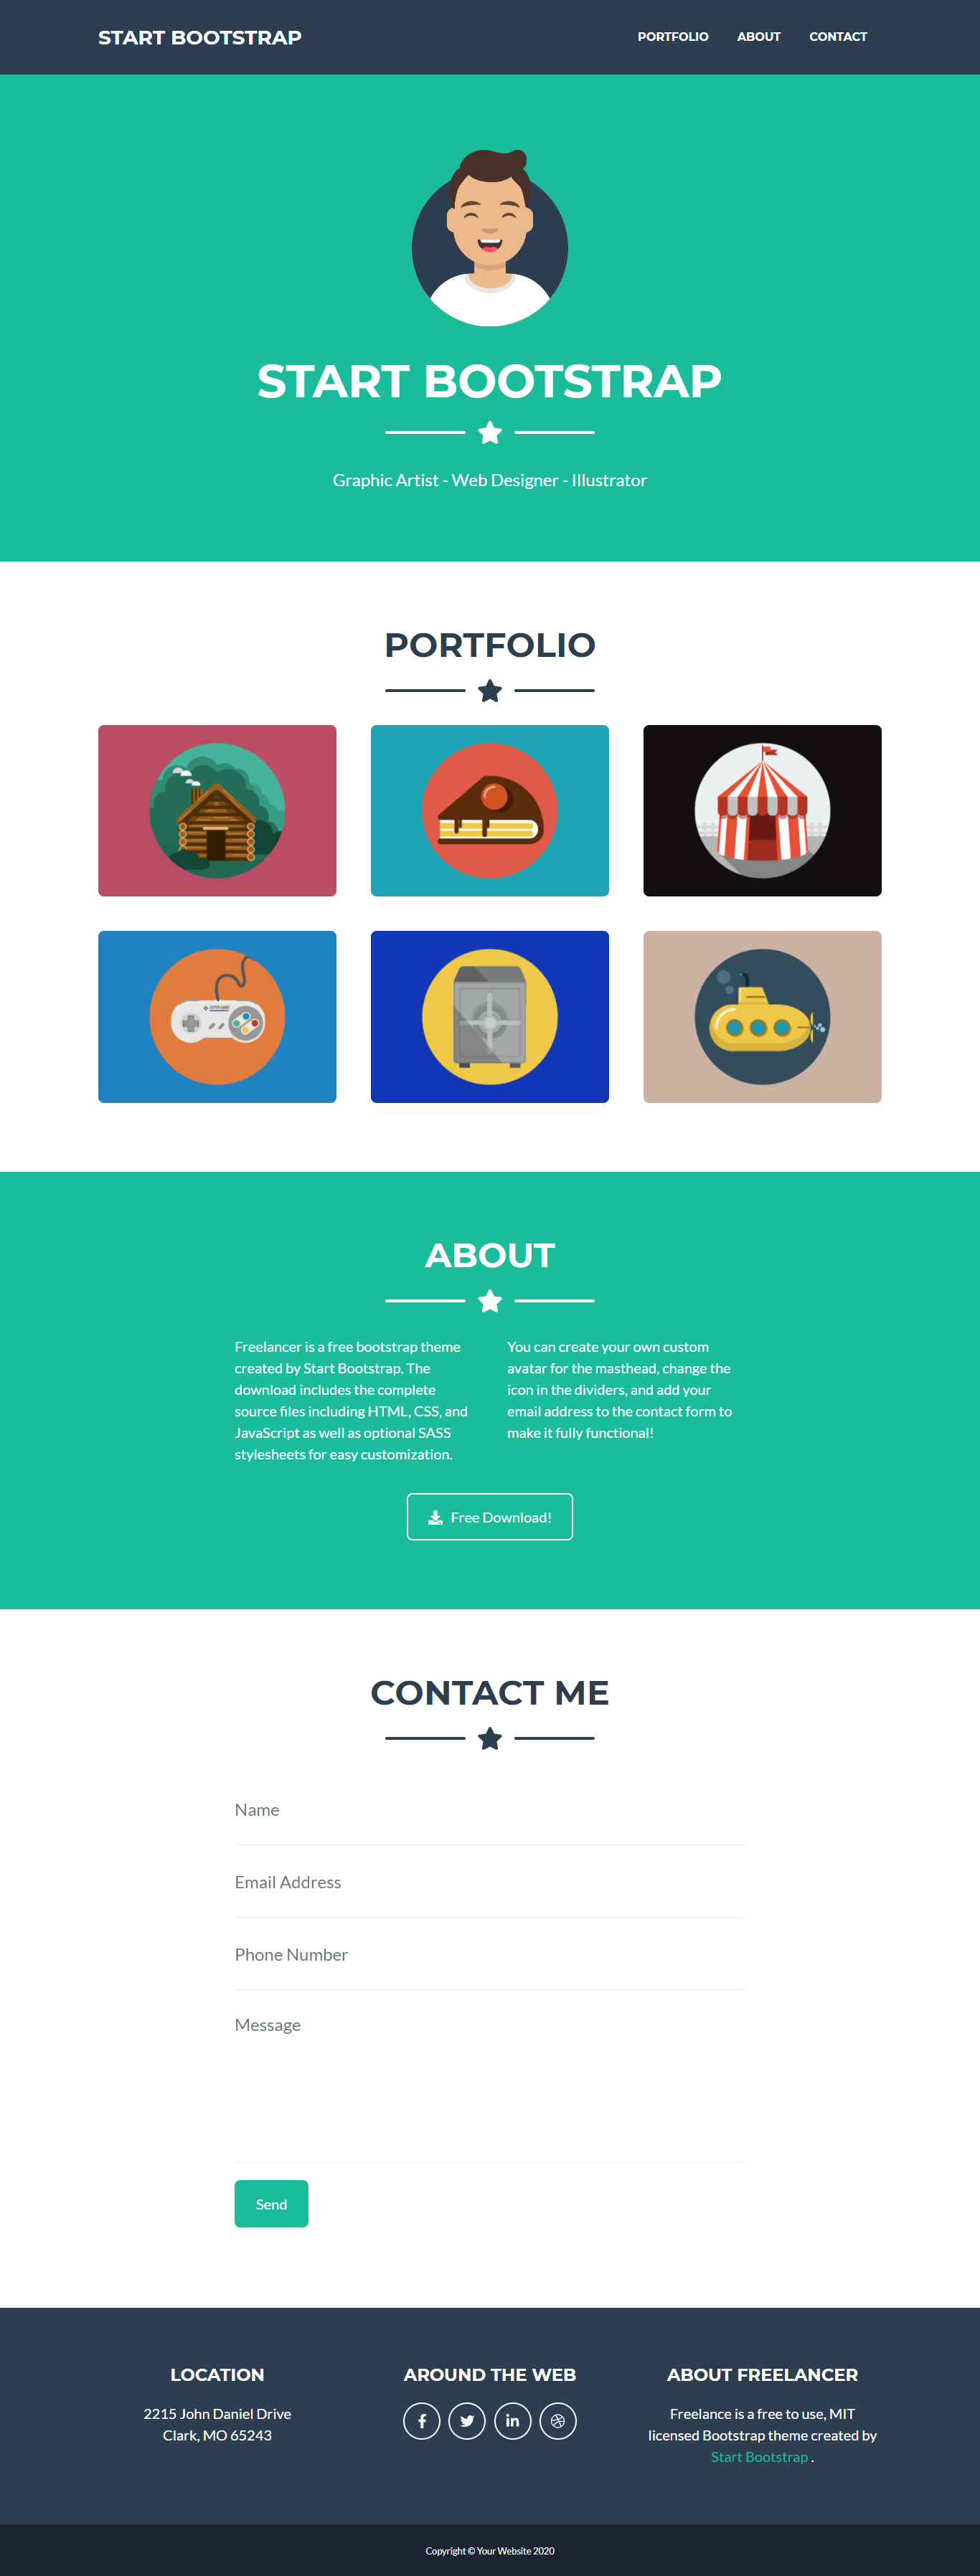 START BOOTSTRAP
PORTFOLIO
ABOUT
CONTACT
START BOOTSTRAP
Graphic Artist - Web Designer - Illustrator
PORTFOLIO
ABOUT
Freelancer is a free bootstrap theme
created by Start Bootstrap. The
download includes the complete
source files including HTML, CSS, and
JavaScript as well as optional SASS
stylesheets for easy customization.
You can create your own custom
avatar for the masthead, change the
icon in the dividers, and add your
email address to the contact form to
make it fully functional!
Free Download!
CONTACT ME
Name
Email Address
Phone Number
Message
Send
LOCATION
2215 John Daniel Drive
Clark, MO 65243
AROUND THE WEB
ABOUT FREELANCER
Freelance is a free to use, MIT
licensed Bootstrap theme created by
Start Bootstrap .
Copyright © Your Website 2020